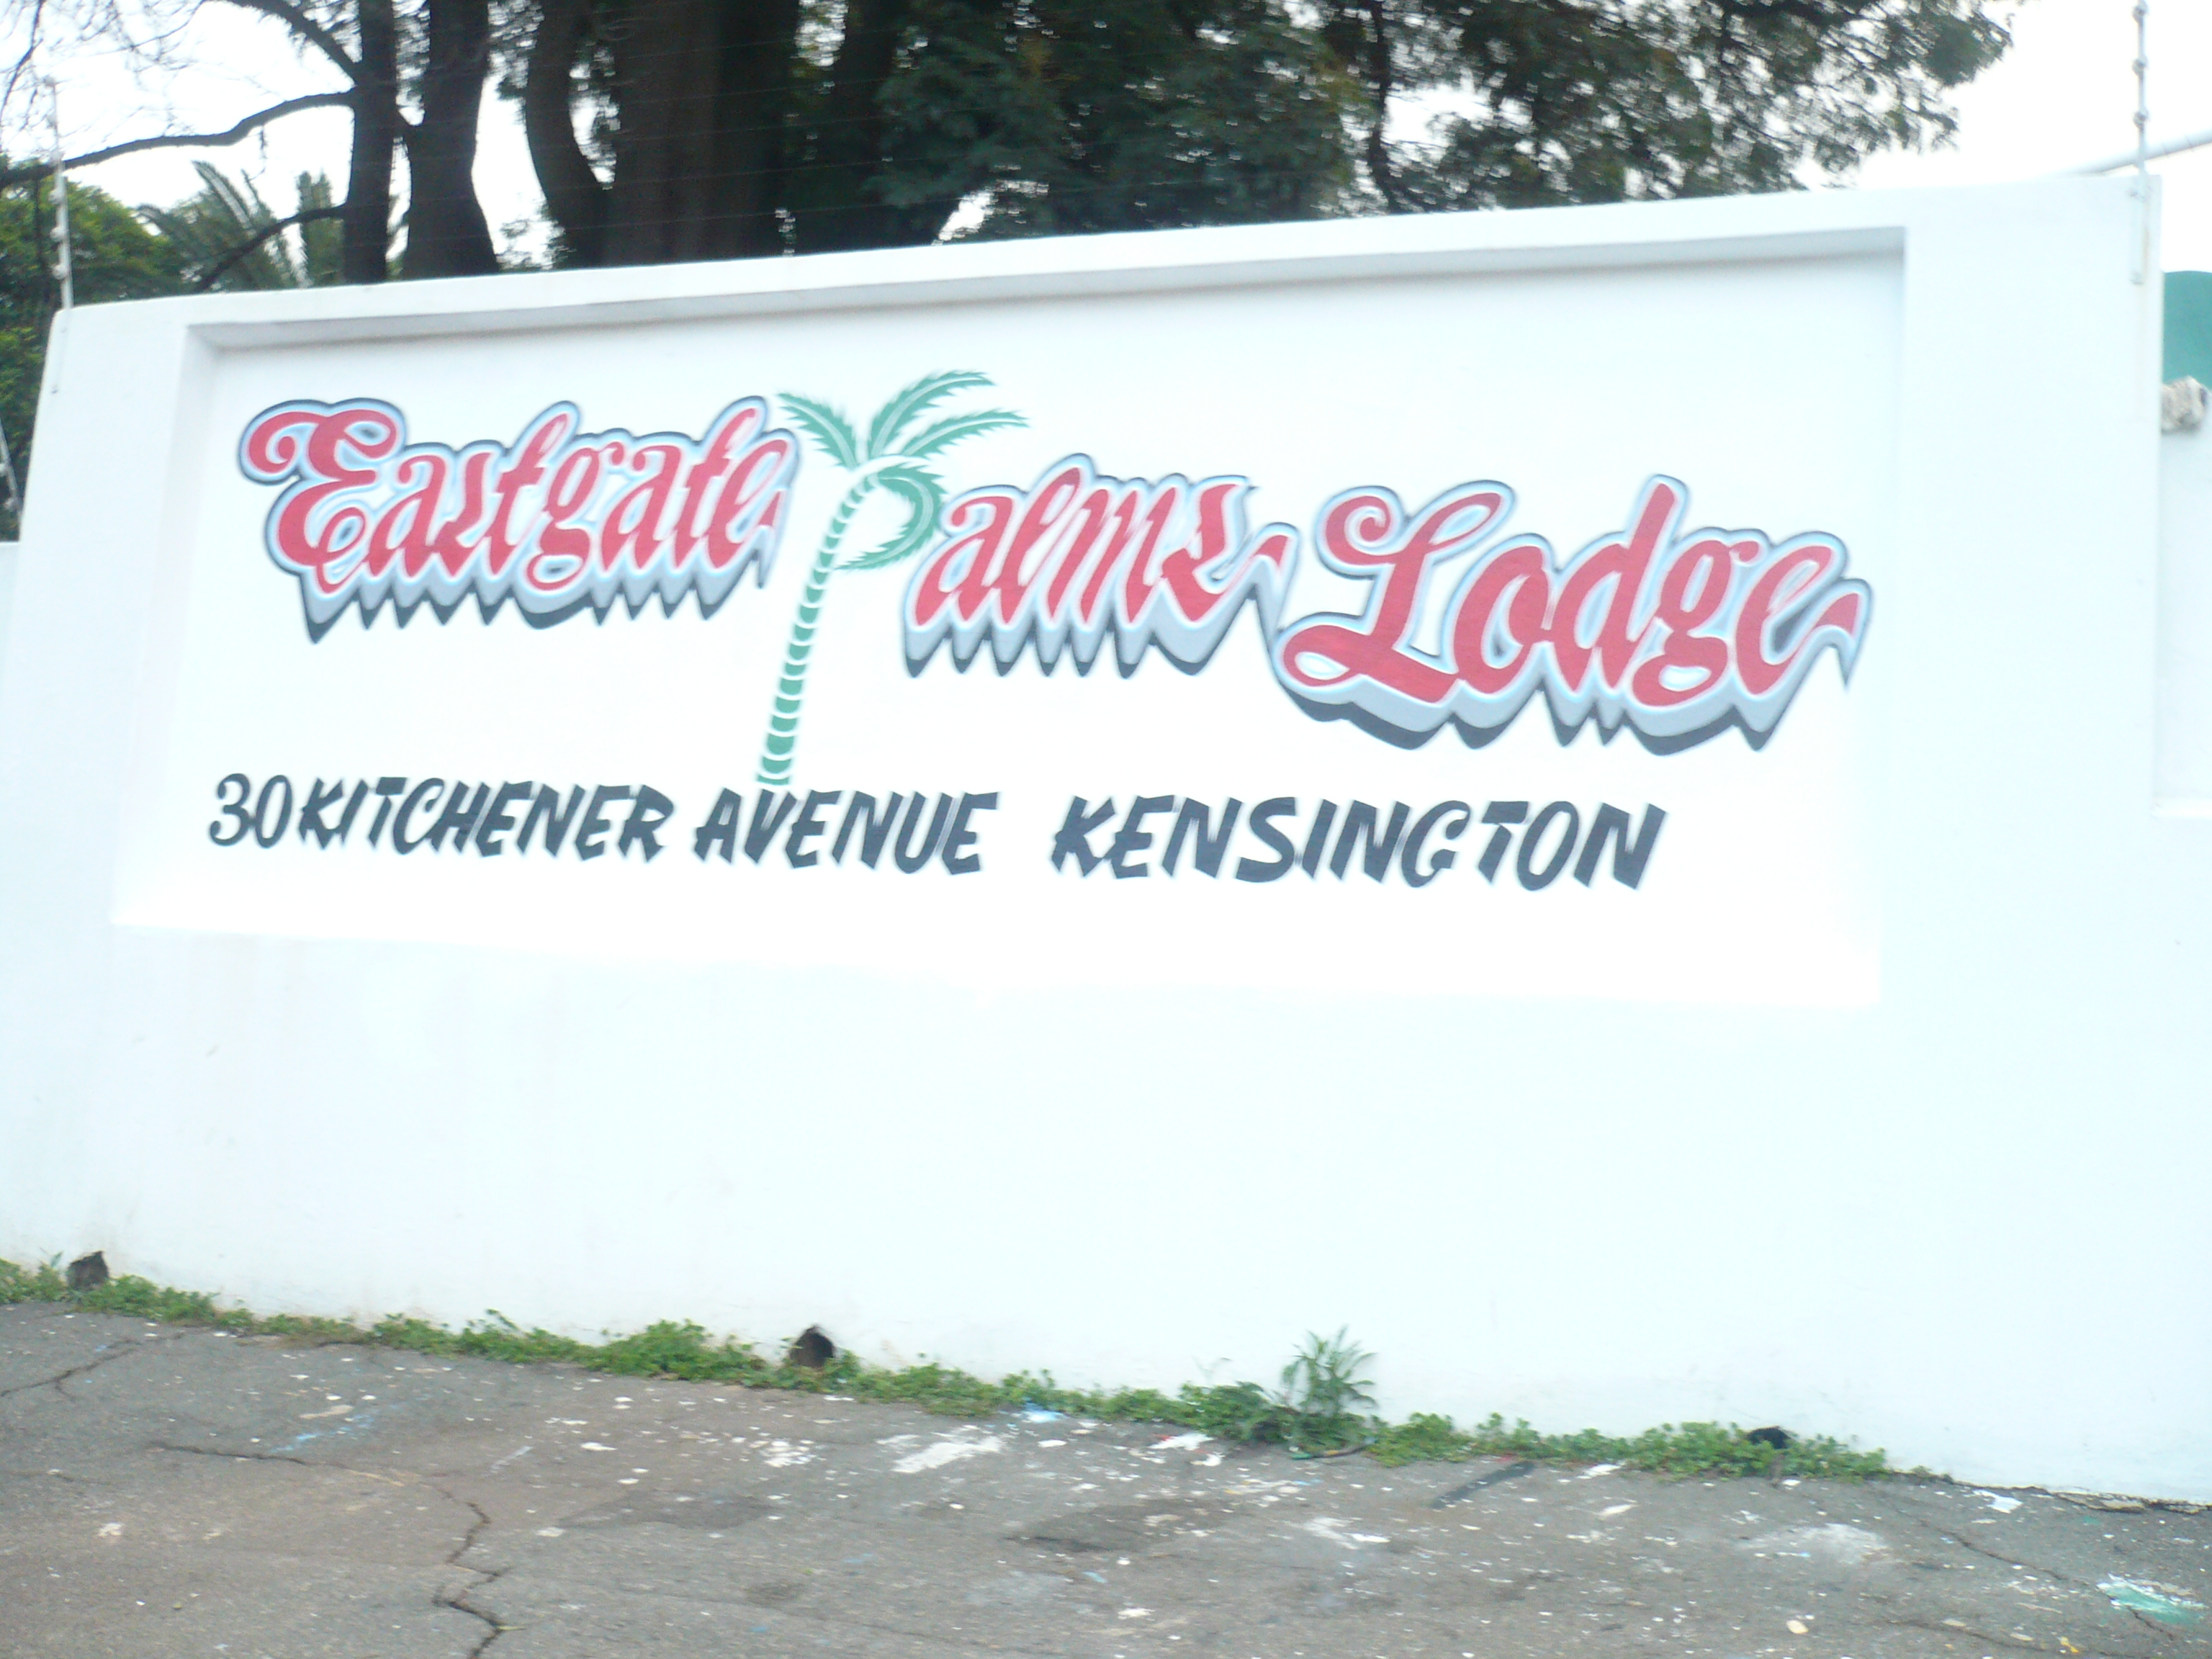 Eastgate Palms Lodge
30 KITCHENER AVENUE KENSINGTON